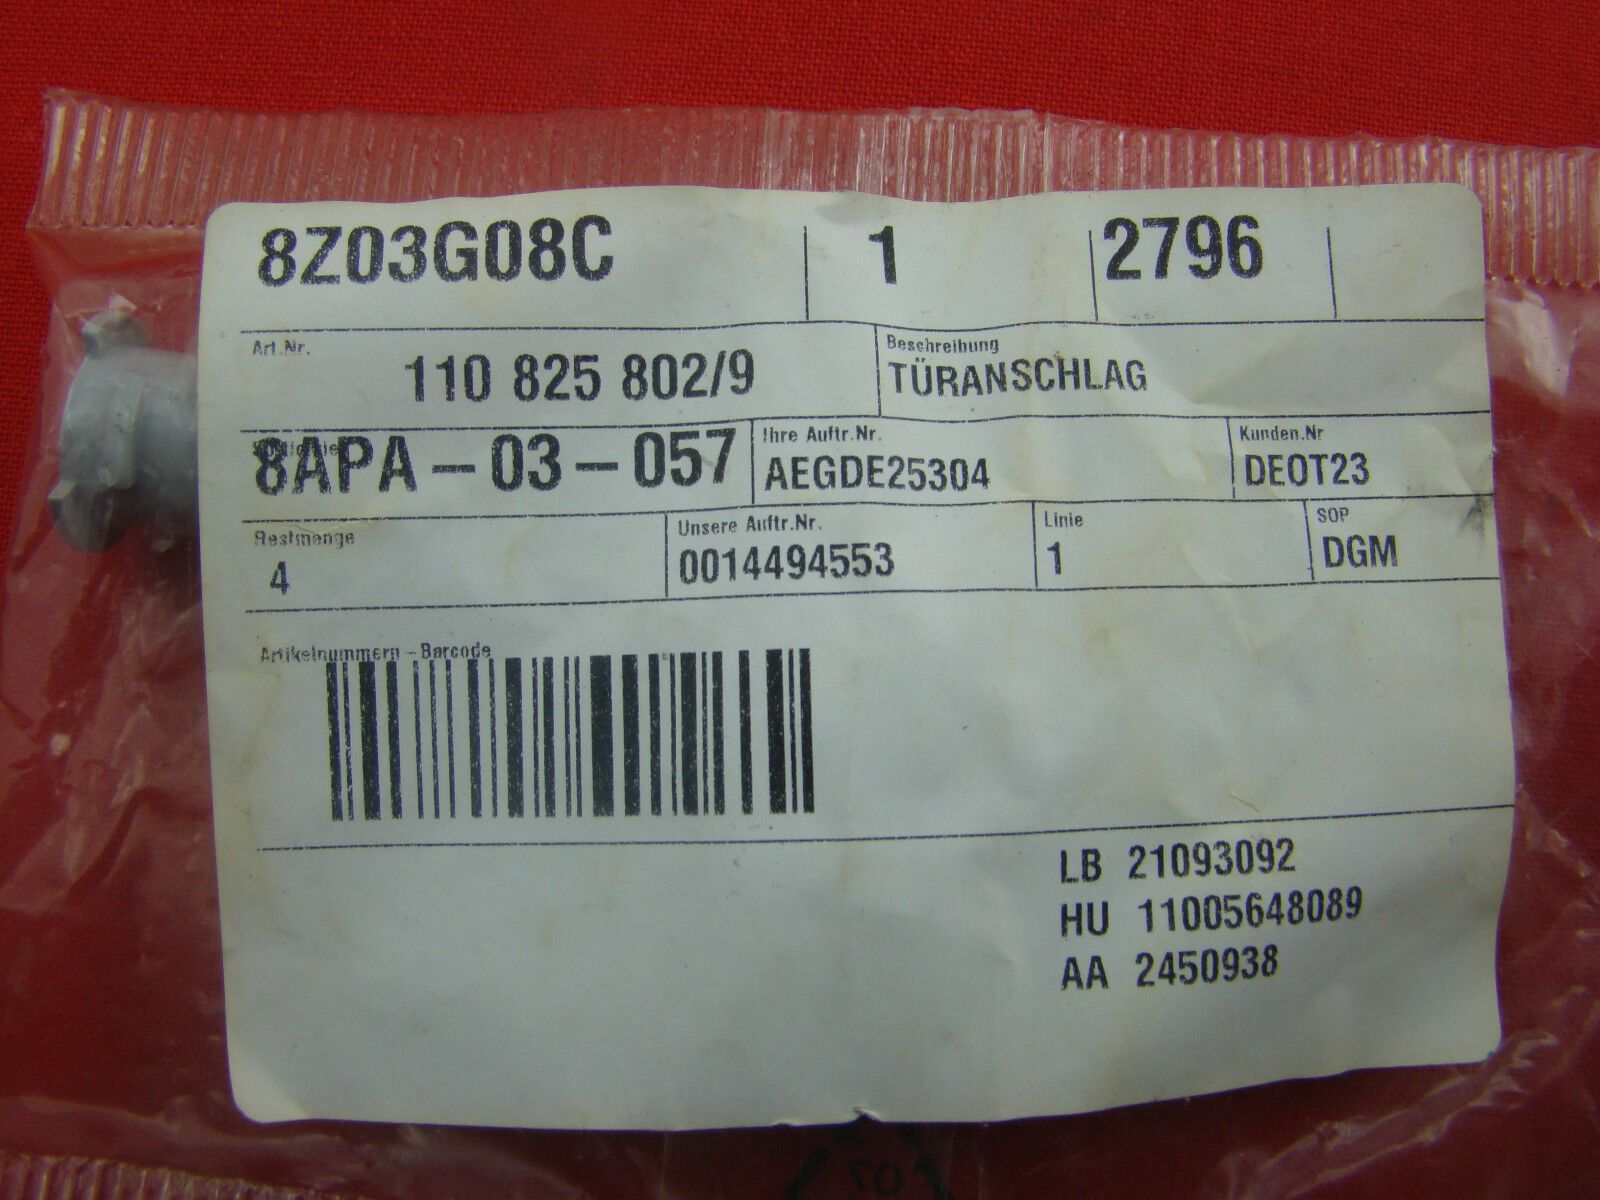 8Z03G08C 1 2796
Art.Nr. Beschreibung
110 825 802/9 TÜRANSCHLAG
Ihre Auftr.Nr. Kunden.Nr
8APA-03-057 AEGDE25304 DEOT23
Restmenge Unsere Auftr.Nr. Linie SOP
4 0014494553 1 DGM
Artikelnummern-Barcode
LB 21093092
HU 11005648089
AA 2450938
07